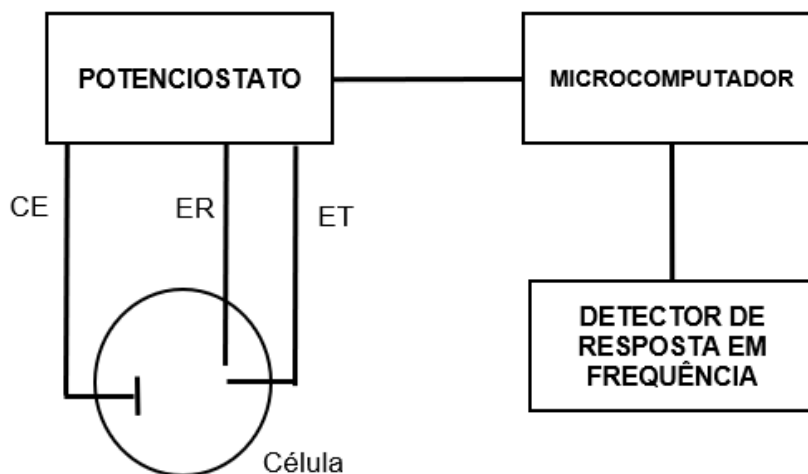 POTENCIOSTATO
MICROCOMPUTADOR
CE
ER
ET
DETECTOR DE
RESPOSTA EM
FREQUÊNCIA
Célula